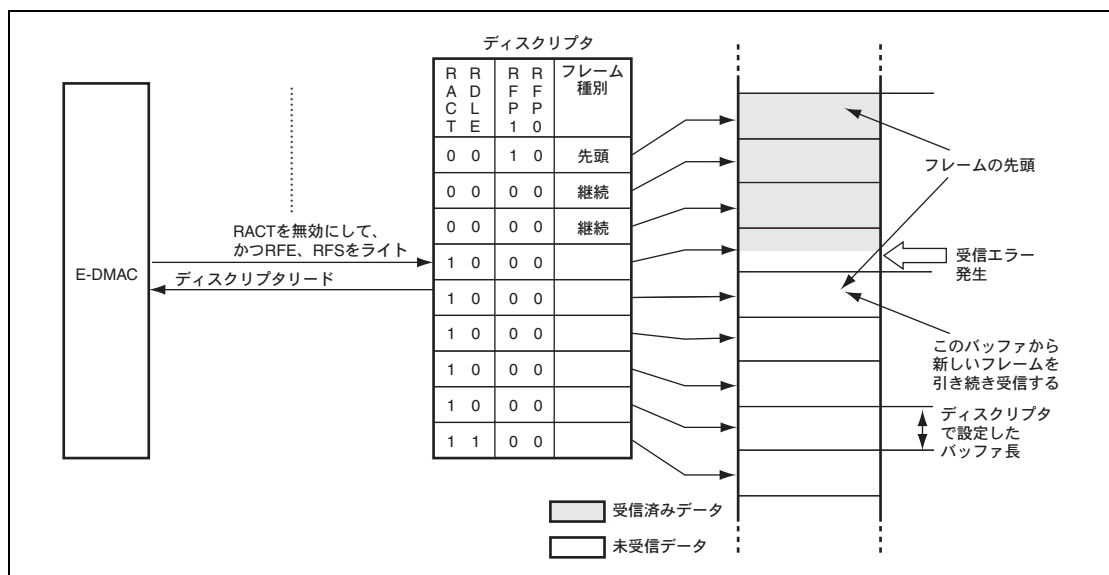 ディスクリプタ
RACT RDLE RFP1 RFP0 フレーム種別
0 0 1 0 先頭
0 0 0 0 継続
0 0 0 0 継続
1 0 0 0
1 0 0 0
1 0 0 0
1 0 0 0
1 0 0 0
1 1 0 0
E-DMAC
RACTを無効にして、
かつRFE、RFSをライト
ディスクリプタリード
フレームの先頭
受信エラー
発生
このバッファから
新しいフレームを
引き続き受信する
ディスクリプタ
で設定した
バッファ長
受信済みデータ
未受信データ